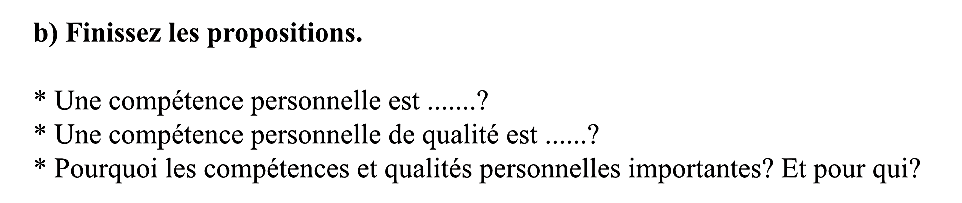 b) Finissez les propositions.
* Une compétence personnelle est .......?
* Une compétence personnelle de qualité est ......?
* Pourquoi les compétences et qualités personnelles importantes? Et pour qui?